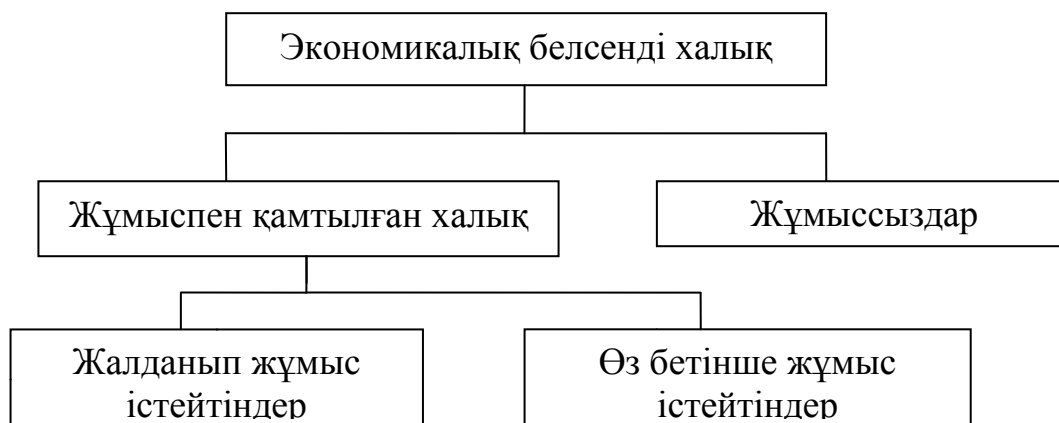 Экономикалық белсенді халық
Жұмыспен қамтылған халық
Жұмыссыздар
Жалданып жұмыс
істейтіндер
Өз бетінше жұмыс
істейтіндер